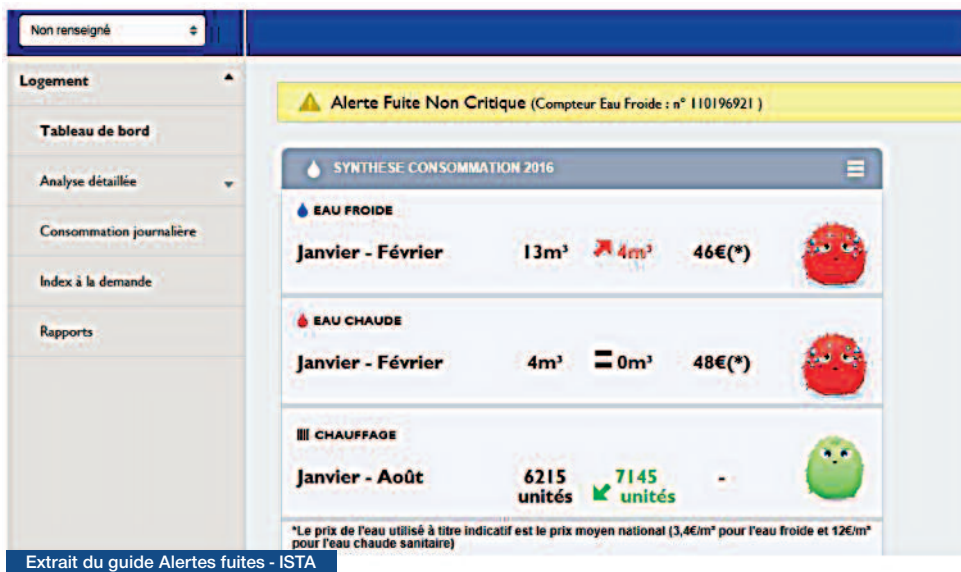 Non renseigné
Logement
Tableau de bord
Analyse détaillée
Consommation journalière
Index à la demande
Rapports
Alerte Fuite Non Critique (Compteur Eau Froide : n° 110196921 )
SYNTHESE CONSOMMATION 2016
EAU FROIDE
Janvier - Février 13m³ 4m³ 46€(*)
EAU CHAUDE
Janvier - Février 4m³ = 0m³ 48€(*)
CHAUFFAGE
Janvier - Août 6215 unités 7145 unités -
*Le prix de l'eau utilisé à titre indicatif est le prix moyen national (3,4€/m³ pour l'eau froide et 12€/m³
pour l'eau chaude sanitaire)
Extrait du guide Alertes fuites - ISTA